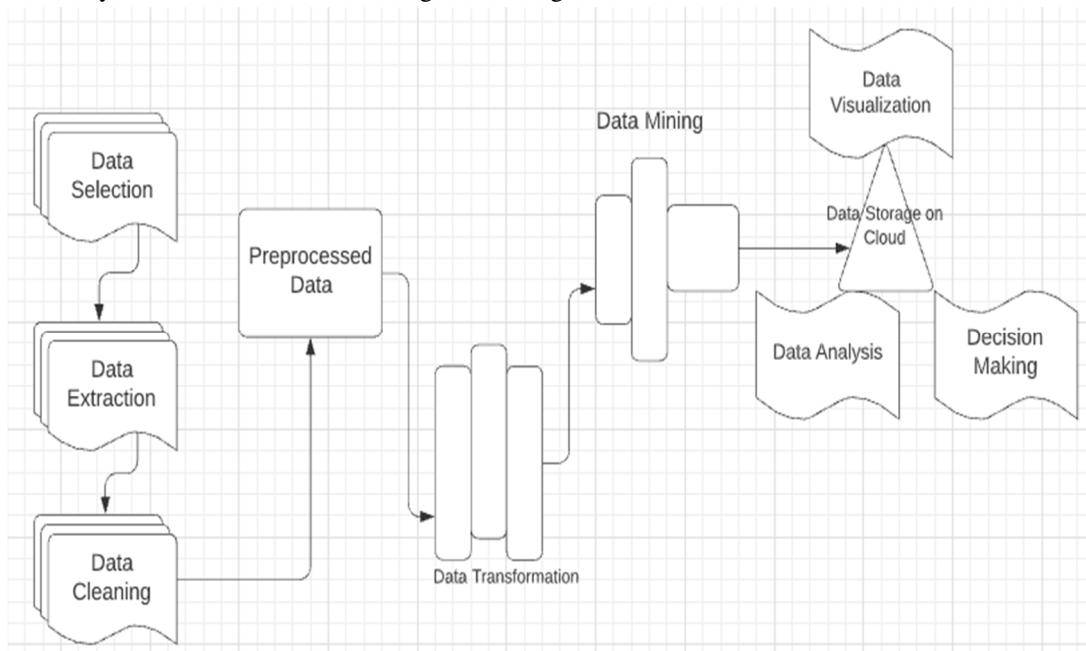 Data
Selection
Data
Extraction
Data
Cleaning
Preprocessed
Data
Data Transformation
Data Mining
Data Storage on
Cloud
Data
Visualization
Data Analysis
Decision
Making